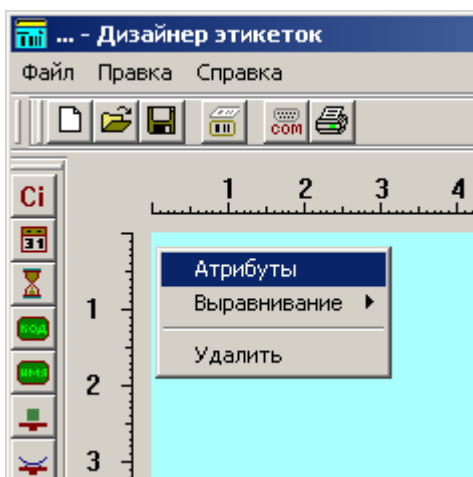 ... - Дизайнер этикеток
Файл Правка Справка
COM
1 2 3 4
Ci
31
Атрибуты
1
Выравнивание
КОД
Удалить
ИМЯ
2
3